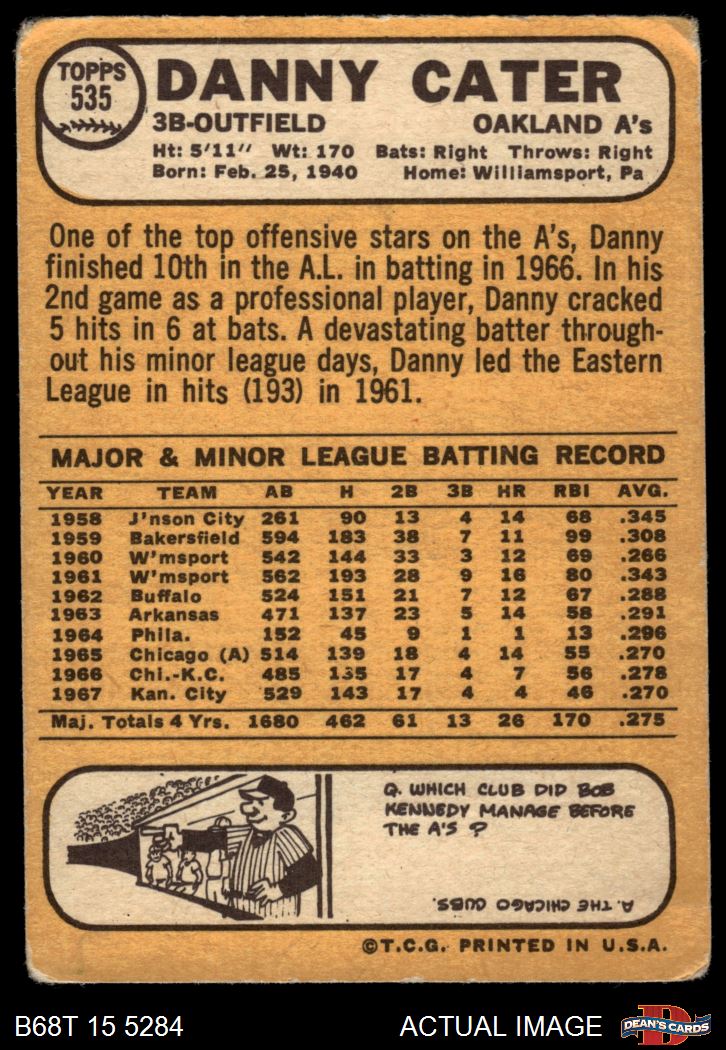 TOPPS
535
DANNY CATER
3B-OUTFIELD OAKLAND A's
Ht: 5'11" Wt: 170 Bats: Right Throws: Right
Born: Feb. 25, 1940 Home: Williamsport, Pa
One of the top offensive stars on the A's, Danny
finished 10th in the A.L. in batting in 1966. In his
2nd game as a professional player, Danny cracked
5 hits in 6 at bats. A devastating batter through-
out his minor league days, Danny led the Eastern
League in hits (193) in 1961.
MAJOR & MINOR LEAGUE BATTING RECORD
YEAR TEAM AB H 2B 3B HR RBI AVG.
1958 J'nson City 261 90 13 4 14 68 .345
1959 Bakersfield 594 183 38 7 11 99 .308
1960 W'msport 542 144 33 3 12 69 .266
1961 W'msport 562 193 28 9 16 80 .343
1962 Buffalo 524 151 21 7 12 67 .288
1963 Arkansas 471 137 23 5 14 58 .291
1964 Phila. 152 45 9 1 1 13 .296
1965 Chicago (A) 514 139 18 4 14 55 .270
1966 Chi.-K.C. 485 135 17 4 7 56 .278
1967 Kan. City 529 143 17 4 4 46 .270
Maj. Totals 4 Yrs. 1680 462 61 13 26 170 .275
Q. WHICH CLUB DID BOB
KENNEDY MANAGE BEFORE
THE A'S ?
A. THE CHICAGO CUBS.
©T.C.G. PRINTED IN U.S.A.
B68T 15 5284 ACTUAL IMAGE
D
DEAN'S CARDS